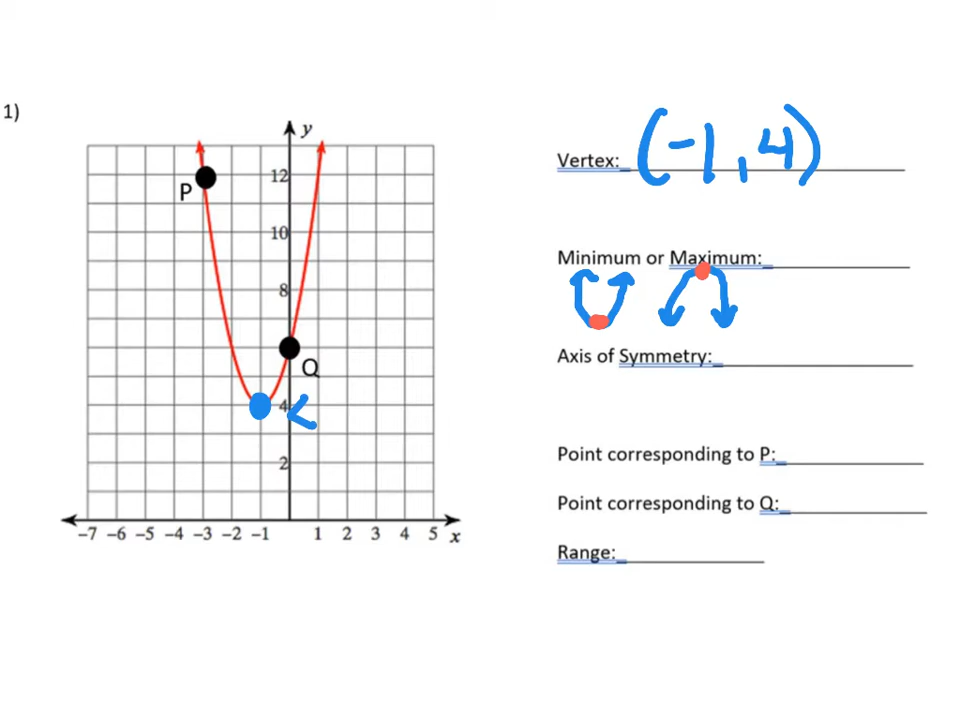 1)
y
12
10
8
4
2
P
Q
-7 -6 -5 -4 -3 -2 -1 1 2 3 4 5 x
Vertex: (-1, 4)
Minimum or Maximum:
Axis of Symmetry:
Point corresponding to P:
Point corresponding to Q:
Range: